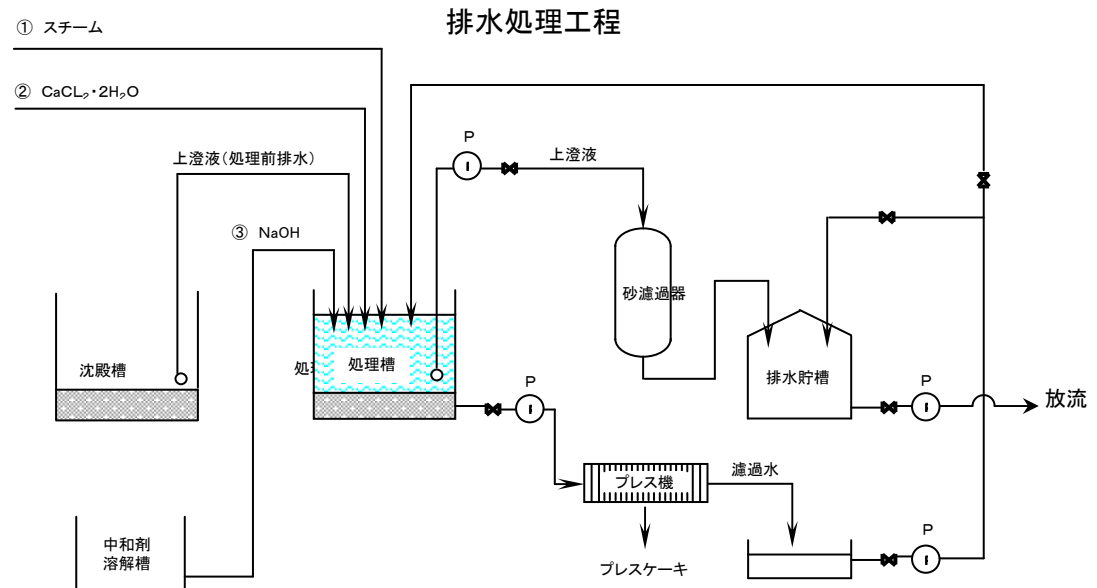 排水処理工程
① スチーム
② CaCL₂・2H₂O
上澄液(処理前排水)
③ NaOH
P
上澄液
砂濾過器
沈殿槽
処理槽
排水貯槽
P
P
放流
プレス機
濾過水
中和剤
溶解槽
プレスケーキ
P